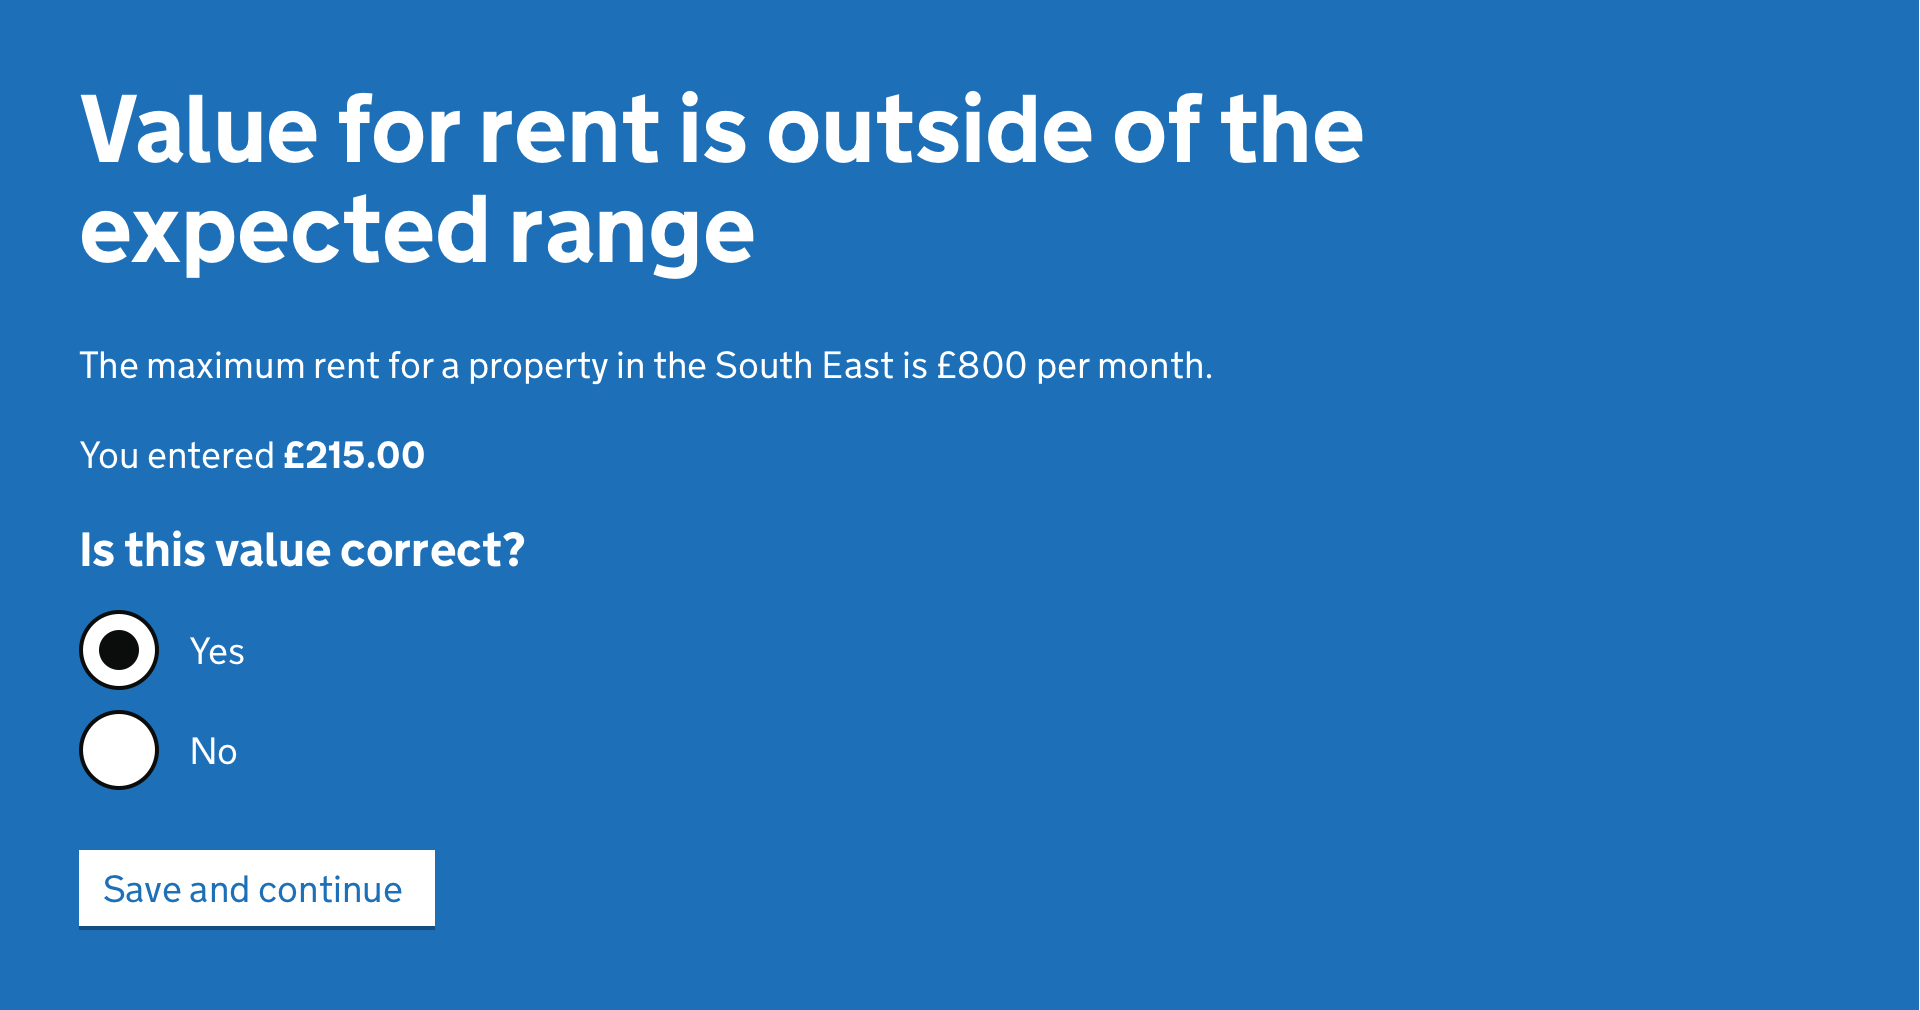 Value for rent is outside of the
expected range
The maximum rent for a property in the South East is £800 per month.
You entered £215.00
Is this value correct?
Yes
No
Save and continue